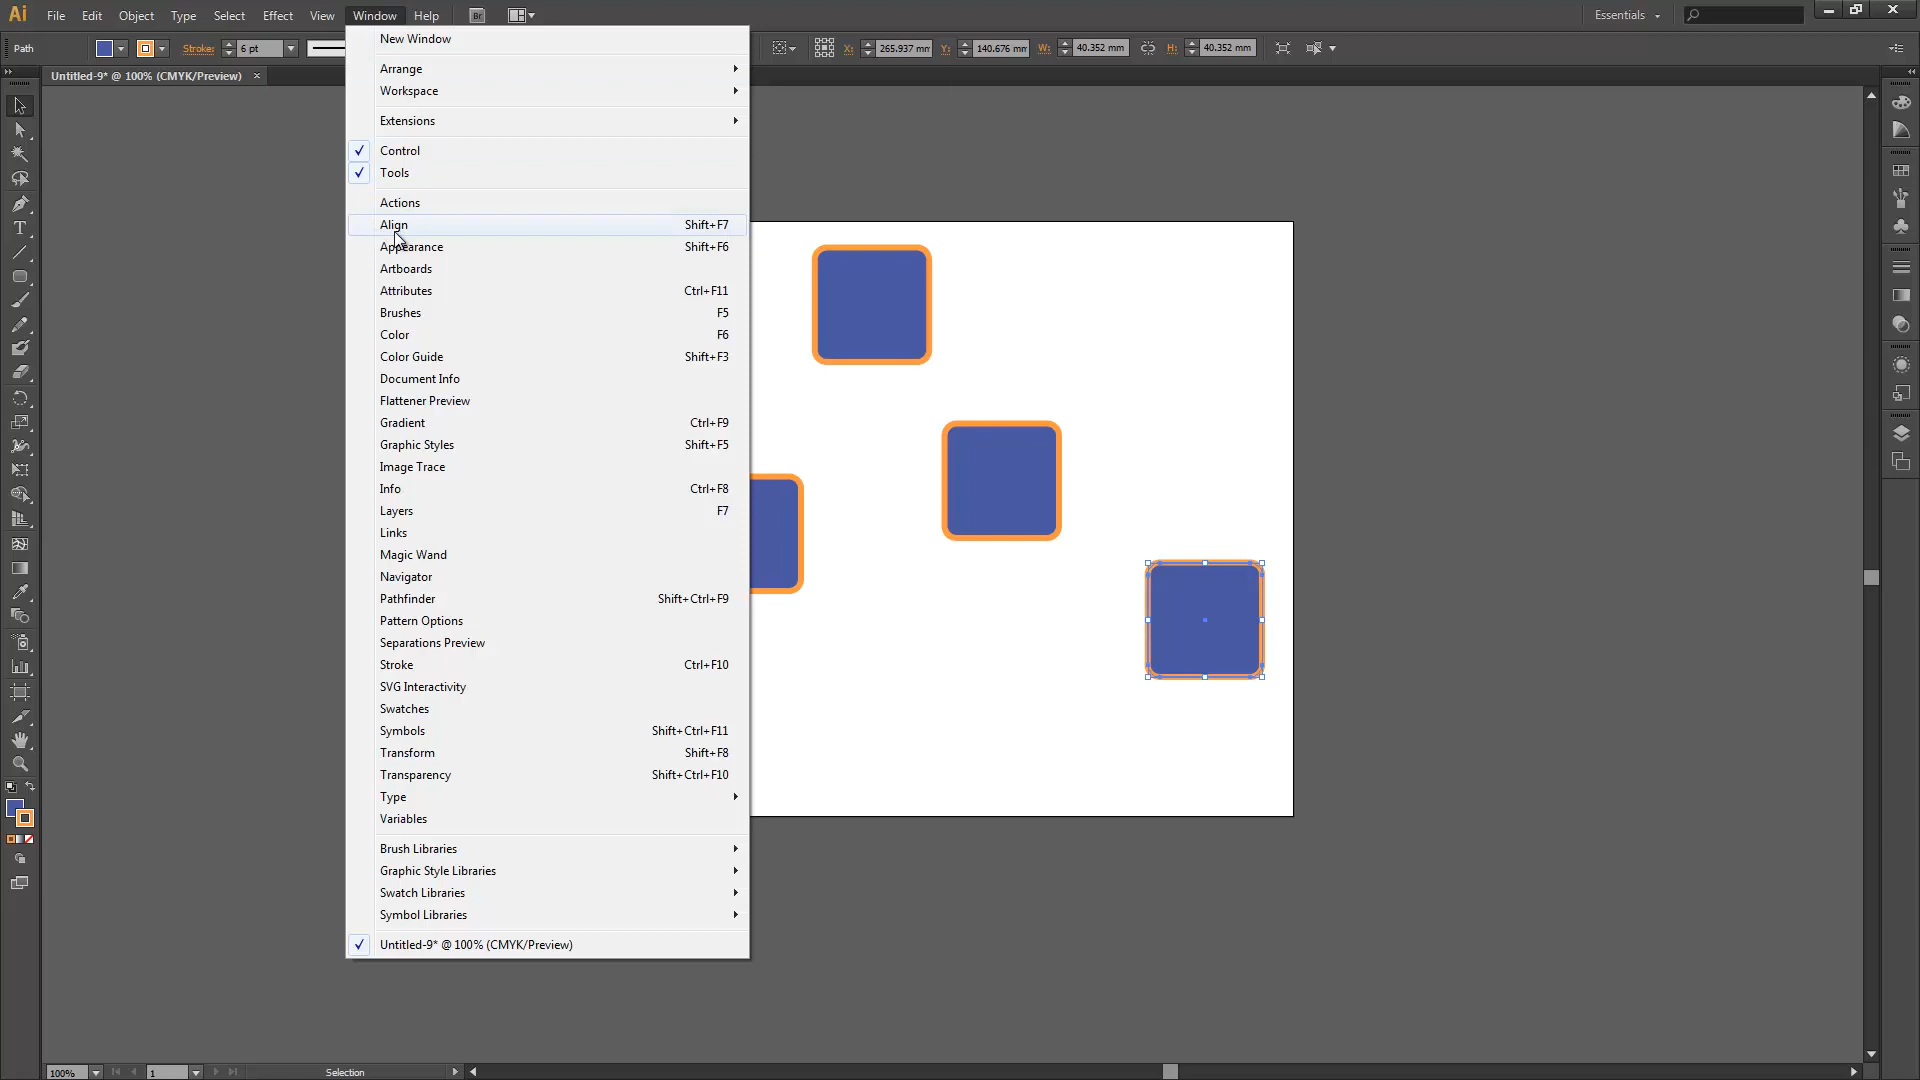 Ai File Edit Object Type Select Effect View Window Help Br Essentials
Path Stroke: 6 pt X: 265.937 mm Y: 140.676 mm W: 40.352 mm H: 40.352 mm
Untitled-9* @ 100% (CMYK/Preview) ×
New Window
Arrange
Workspace
Extensions
Control
Tools
Actions
Align Shift+F7
Appearance Shift+F6
Artboards
Attributes Ctrl+F11
Brushes F5
Color F6
Color Guide Shift+F3
Document Info
Flattener Preview
Gradient Ctrl+F9
Graphic Styles Shift+F5
Image Trace
Info Ctrl+F8
Layers F7
Links
Magic Wand
Navigator
Pathfinder Shift+Ctrl+F9
Pattern Options
Separations Preview
Stroke Ctrl+F10
SVG Interactivity
Swatches
Symbols Shift+Ctrl+F11
Transform Shift+F8
Transparency Shift+Ctrl+F10
Type
Variables
Brush Libraries
Graphic Style Libraries
Swatch Libraries
Symbol Libraries
Untitled-9* @ 100% (CMYK/Preview)
100% 1 Selection